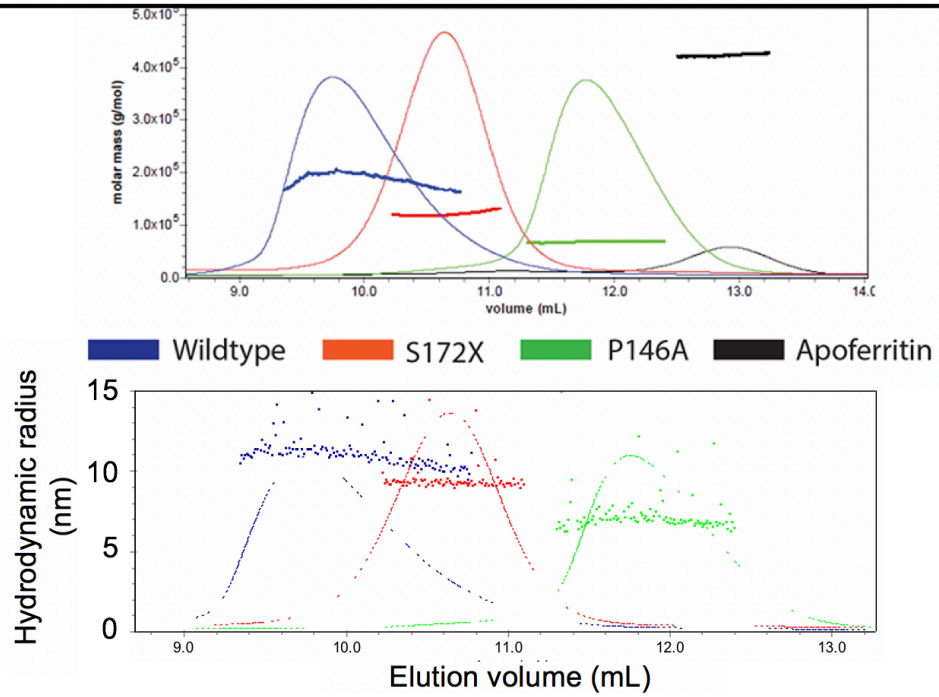 5.0x10⁵
4.0x10⁵
3.0x10⁵
2.0x10⁵
1.0x10⁵
0.0
molar mass (g/mol)
9.0 10.0 11.0 12.0 13.0 14.0
volume (mL)
Wildtype S172X P146A Apoferritin
Hydrodynamic radius
(nm)
15
10
5
0
9.0 10.0 11.0 12.0 13.0
Elution volume (mL)